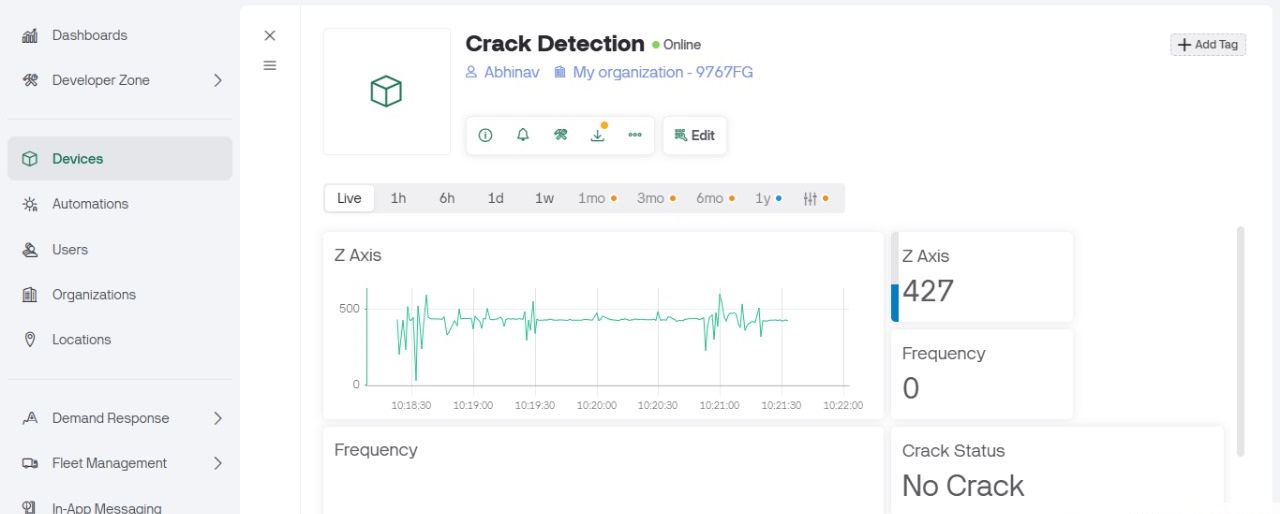 Dashboards
Developer Zone
Devices
Automations
Users
Organizations
Locations
Demand Response
Fleet Management
In-App Messaging
Crack Detection Online
Abhinav My organization - 9767FG
Add Tag
Edit
Live 1h 6h 1d 1w 1mo 3mo 6mo 1y
Z Axis
500
0
10:18:30 10:19:00 10:19:30 10:20:00 10:20:30 10:21:00 10:21:30 10:22:00
Z Axis
427
Frequency
0
Frequency
Crack Status
No Crack